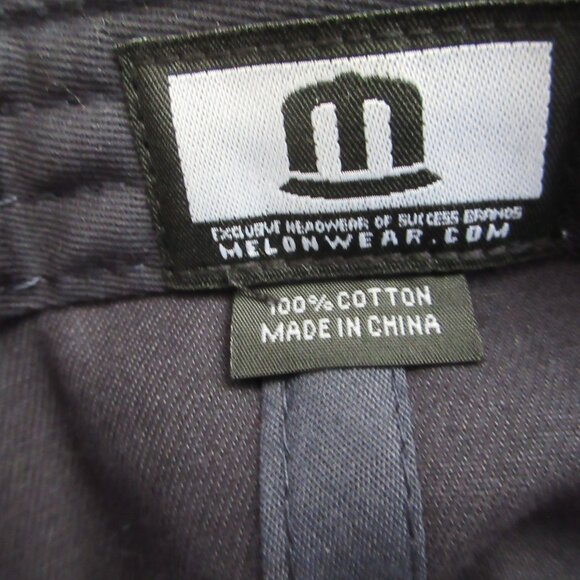 EXCLUSIVE HEADWEAR OF SUCCESS BRANDS
MELONWEAR.COM
100% COTTON
MADE IN CHINA